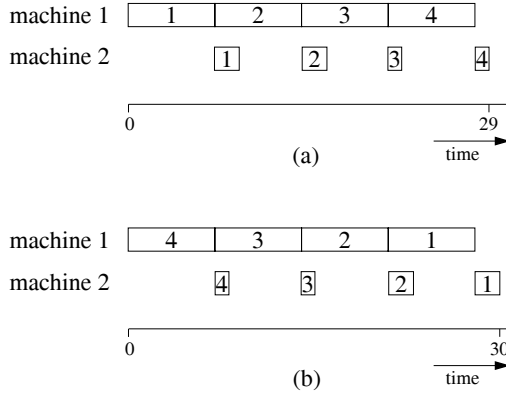 machine 1 1 2 3 4
machine 2 1 2 3 4
0 29
(a) time
machine 1 4 3 2 1
machine 2 4 3 2 1
0 30
(b) time